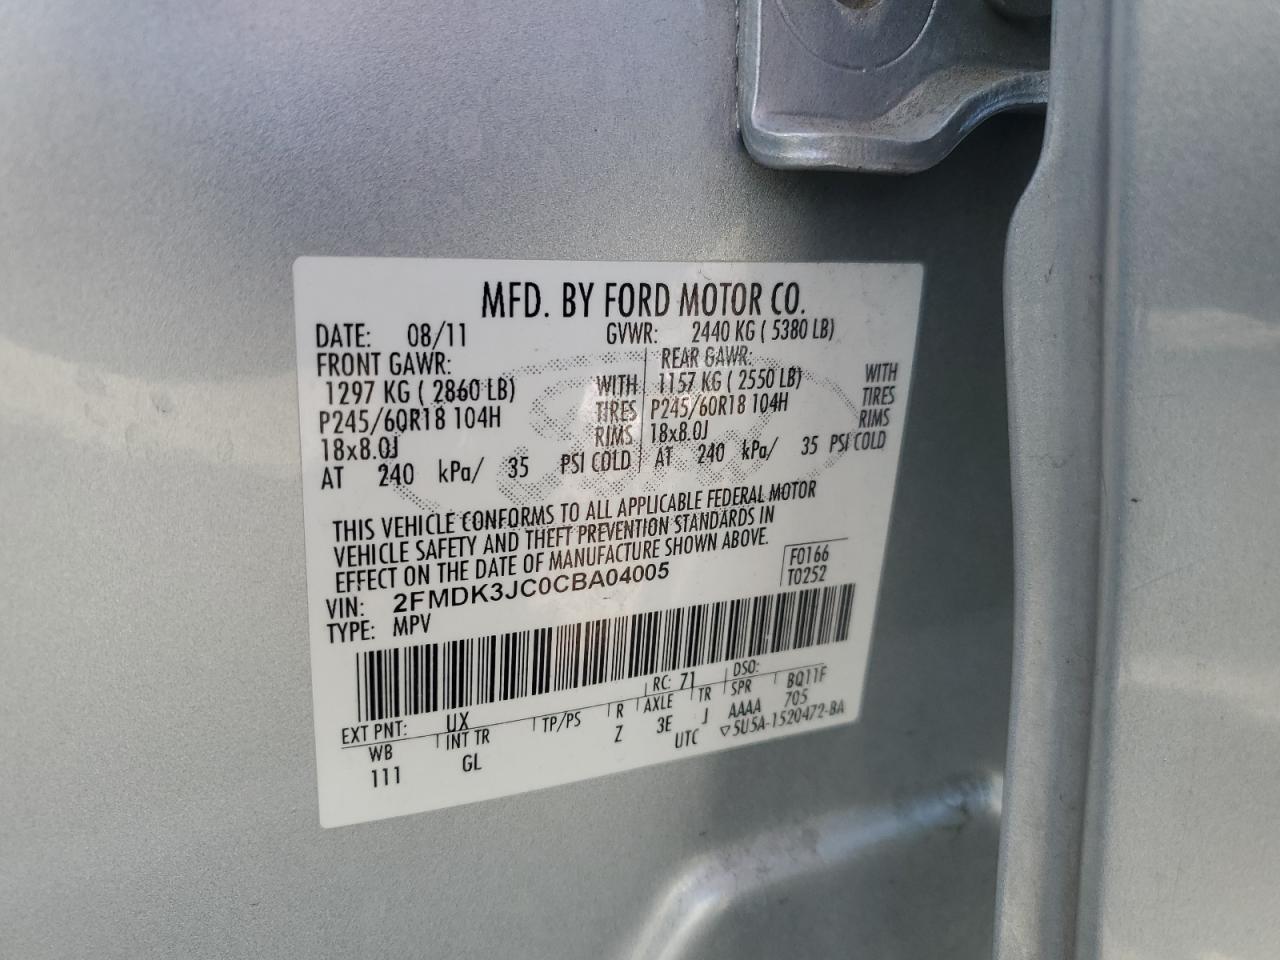 MFD. BY FORD MOTOR CO.
DATE: 08/11 GVWR: 2440 KG ( 5380 LB)
FRONT GAWR: REAR GAWR:
1297 KG ( 2860 LB) WITH 1157 KG ( 2550 LB) WITH
P245/60R18 104H TIRES P245/60R18 104H TIRES
18x8.0J RIMS 18x8.0J RIMS
AT 240 kPa/ 35 PSI COLD AT 240 kPa/ 35 PSI COLD
THIS VEHICLE CONFORMS TO ALL APPLICABLE FEDERAL MOTOR
VEHICLE SAFETY AND THEFT PREVENTION STANDARDS IN
EFFECT ON THE DATE OF MANUFACTURE SHOWN ABOVE.
F0166
T0252
VIN: 2FMDK3JC0CBA04005
TYPE: MPV
EXT PNT: UX RC: 71 DSO:
WB INT TR TP/PS R AXLE TR SPR BQ11F
111 GL Z 3E J AAAA 705
UTC ▽5U5A-1520472-BA